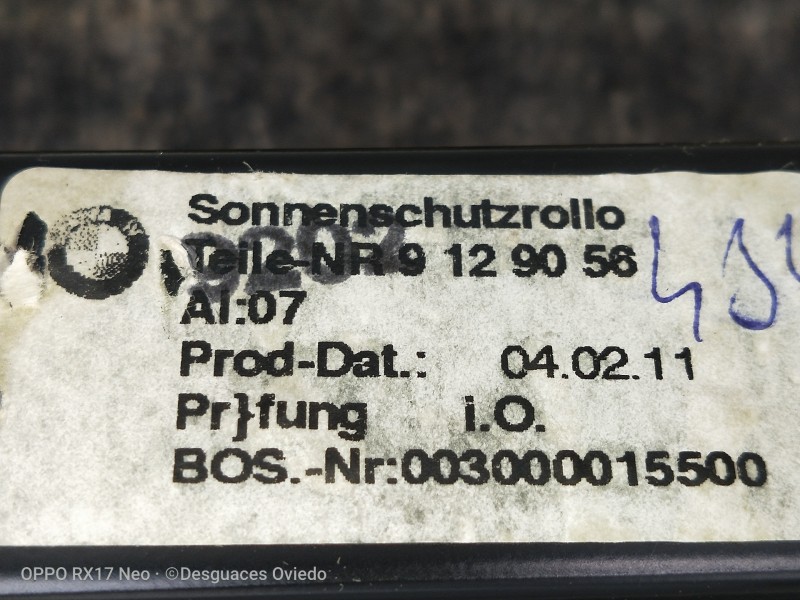 Sonnenschutzrollo
Teile-NR 9 12 90 56
AI:07
Prod-Dat.: 04.02.11
Pr}fung i.O.
BOS.-Nr:003000015500
OPPO RX17 Neo · ©Desguaces Oviedo